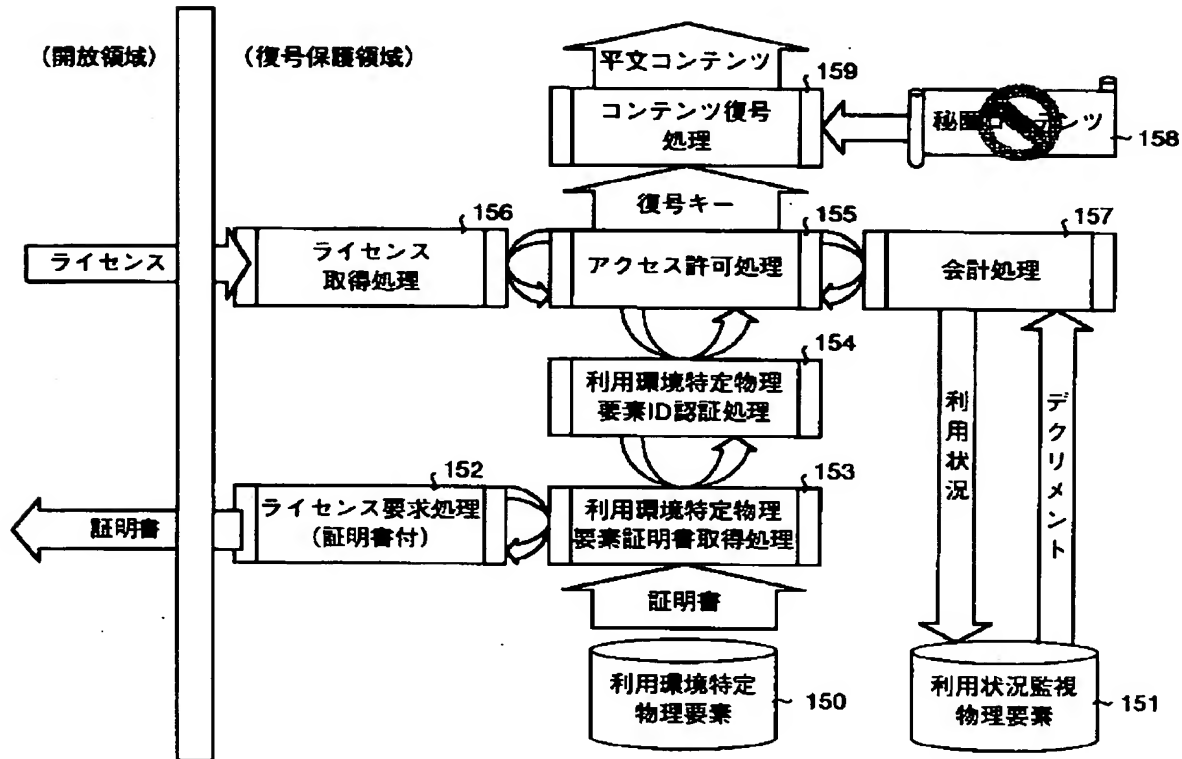 (開放領域)
(復号保護領域)
平文コンテンツ
159
コンテンツ復号
処理
158
復号キー
156
155
157
ライセンス
ライセンス
取得処理
アクセス許可処理
会計処理
154
利用環境特定物理
要素ID認証処理
利用状況
デクリメント
152
153
証明書
ライセンス要求処理
(証明書付)
利用環境特定物理
要素証明書取得処理
証明書
利用環境特定
物理要素
150
利用状況監視
物理要素
151